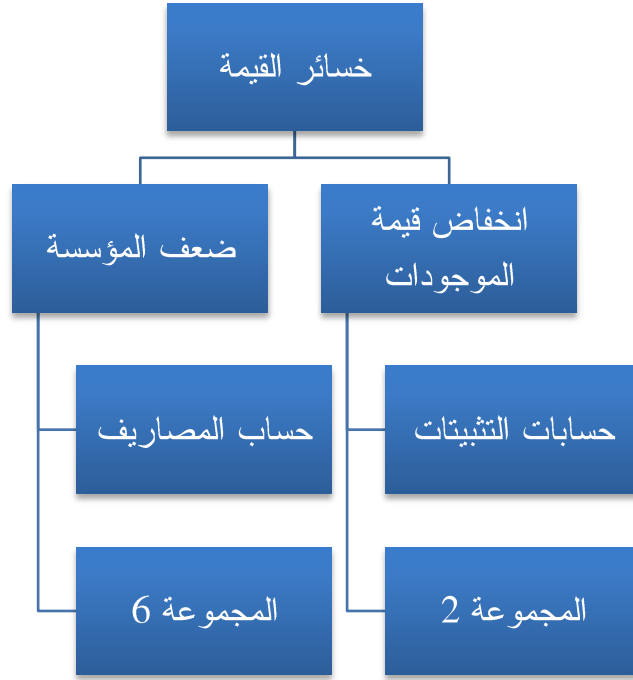 خسائر القيمة
انخفاض قيمة
الموجودات
ضعف المؤسسة
حسابات التثبيتات
حساب المصاريف
المجموعة 2
المجموعة 6